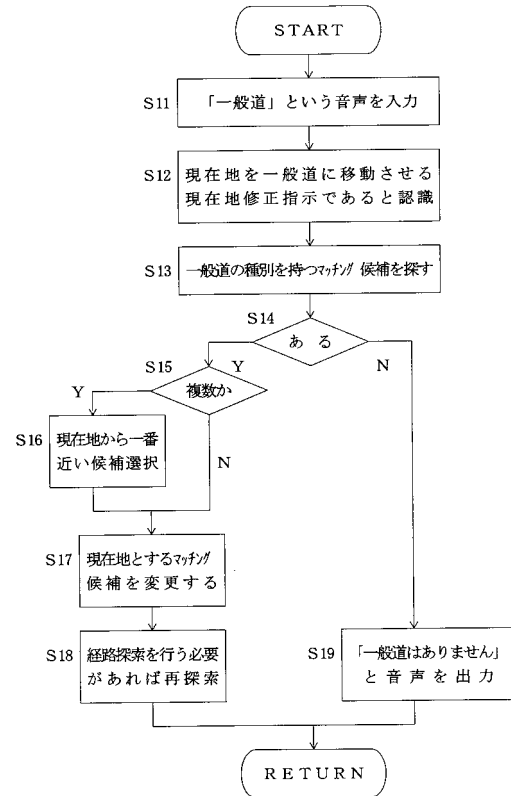 START
S11
「一般道」という音声を入力
S12
現在地を一般道に移動させる
現在地修正指示であると認識
S13
一般道の種別を持つマッチング 候補を探す
S14
ある
Y
N
S15
複数か
Y
N
S16
現在地から一番
近い候補選択
S17
現在地とするマッチング
候補を変更する
S18
経路探索を行う必要
があれば再探索
S19
「一般道はありません」
と音声を出力
RETURN